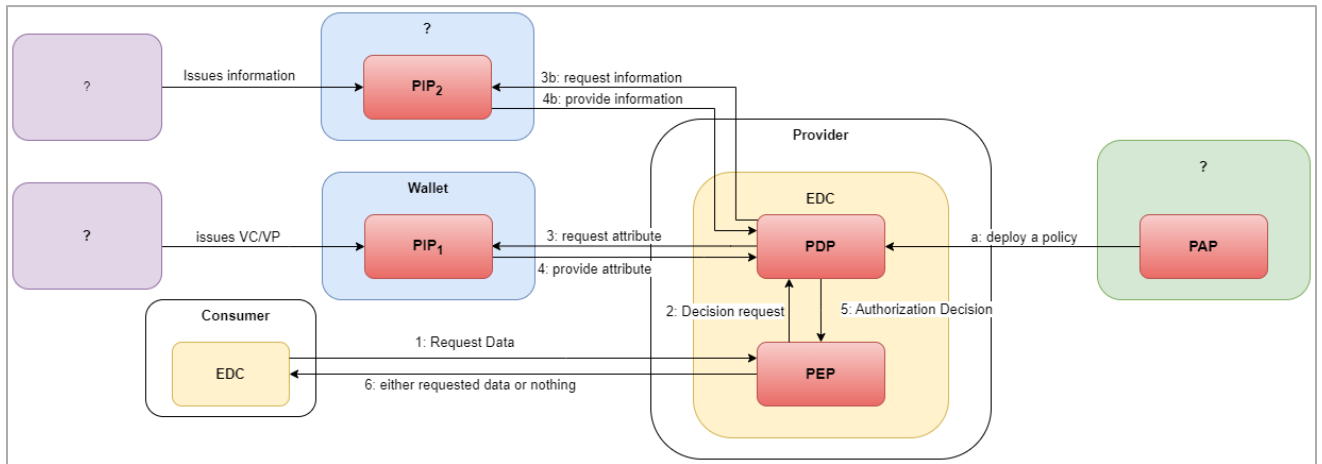 ?
Issues information
?
PIP2
3b: request information
4b: provide information
Provider
?
?
issues VC/VP
Wallet
PIP1
3: request attribute
4: provide attribute
EDC
PDP
a: deploy a policy
PAP
2: Decision request
5: Authorization Decision
Consumer
EDC
1: Request Data
6: either requested data or nothing
PEP